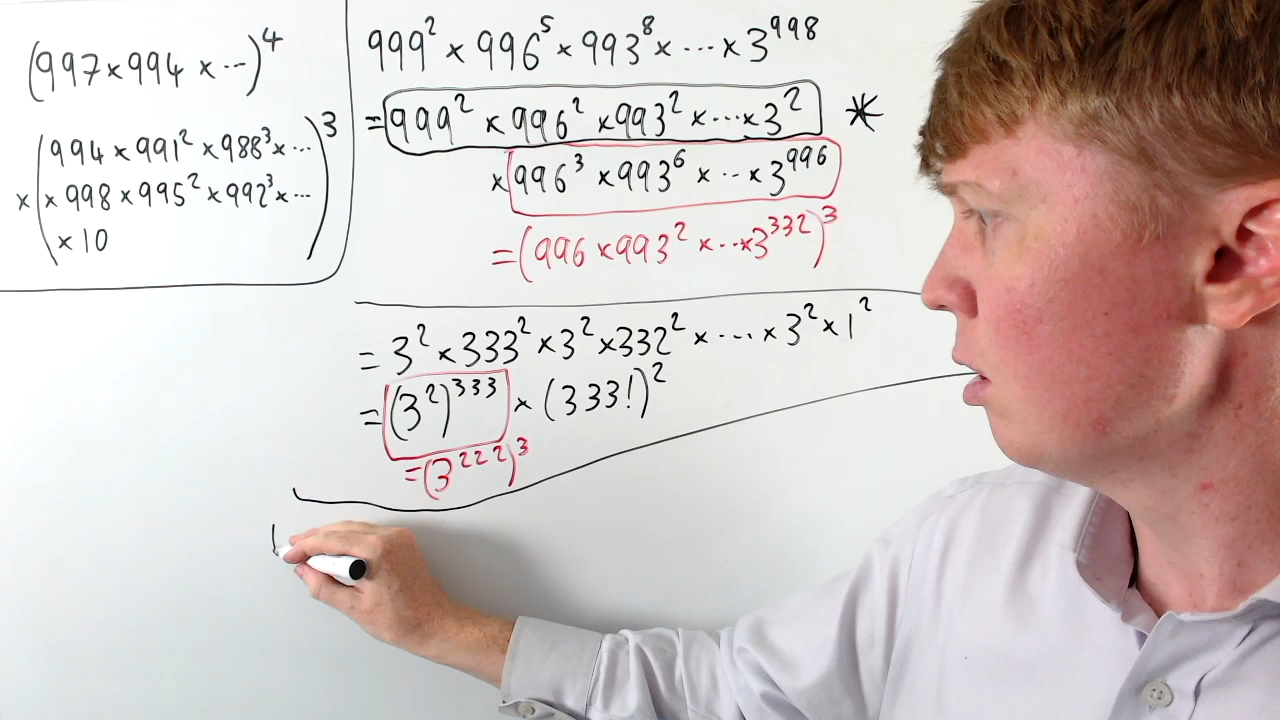 (997×994 × ···)⁴
× (994 × 991² × 988³ × ···
× 998 × 995² × 992³ × ···
× 10)³
999² × 996⁵ × 993⁸ × ··· × 3⁹⁹⁸
= 999² × 996² × 993² × ··· × 3² *
× 996³ × 993⁶ × ··· × 3⁹⁹⁶
= (996 × 993² × ··· × 3³³²)³
= 3² × 333² × 3² × 332² × ··· × 3² × 1²
= (3²)³³³ × (333!)²
= (3²²²)³